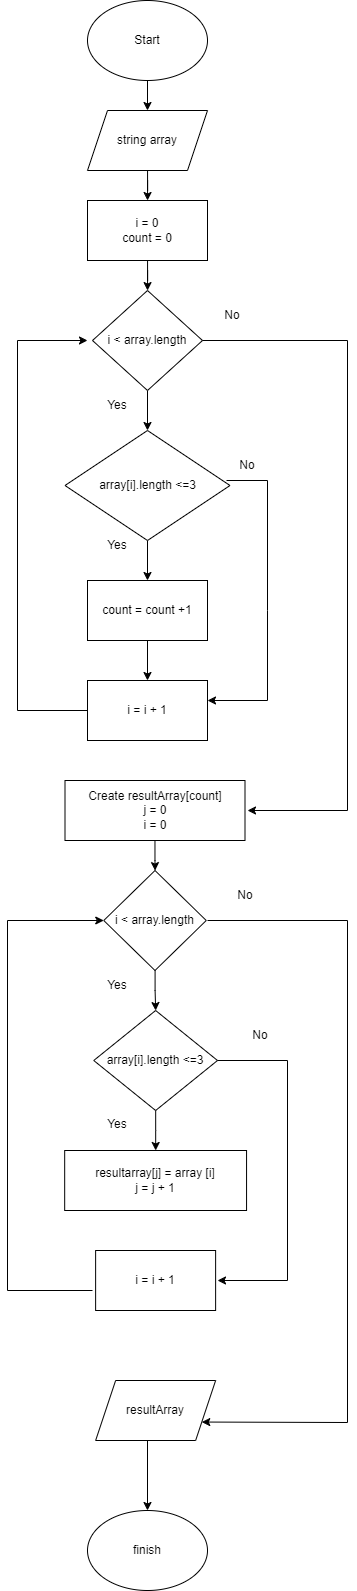 Start
string array
i = 0
count = 0
No
i < array.length
Yes
No
array[i].length <=3
Yes
count = count +1
i = i + 1
Create resultArray[count]
j = 0
i = 0
No
i < array.length
Yes
No
array[i].length <=3
Yes
resultarray[j] = array [i]
j = j + 1
i = i + 1
resultArray
finish